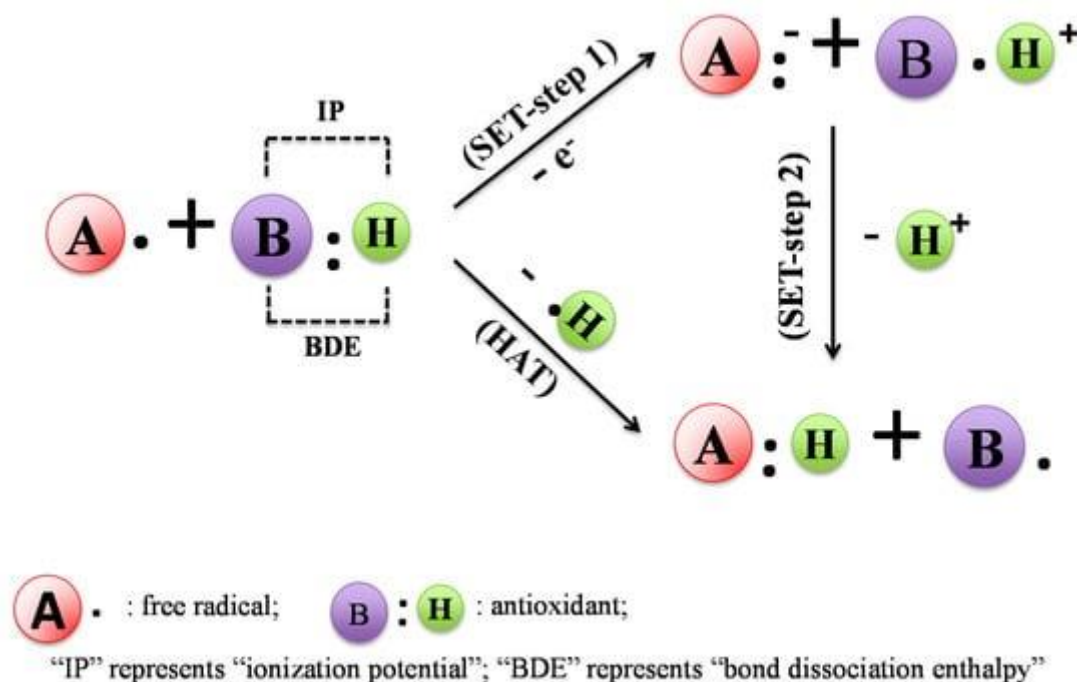 A : - + B . H +
(SET-step 1)
- e-
IP
A . + B : H
BDE
- . H
(HAT)
(SET-step 2)
- H +
A : H + B .
A . : free radical; B : H : antioxidant;
“IP” represents “ionization potential”; “BDE” represents “bond dissociation enthalpy”